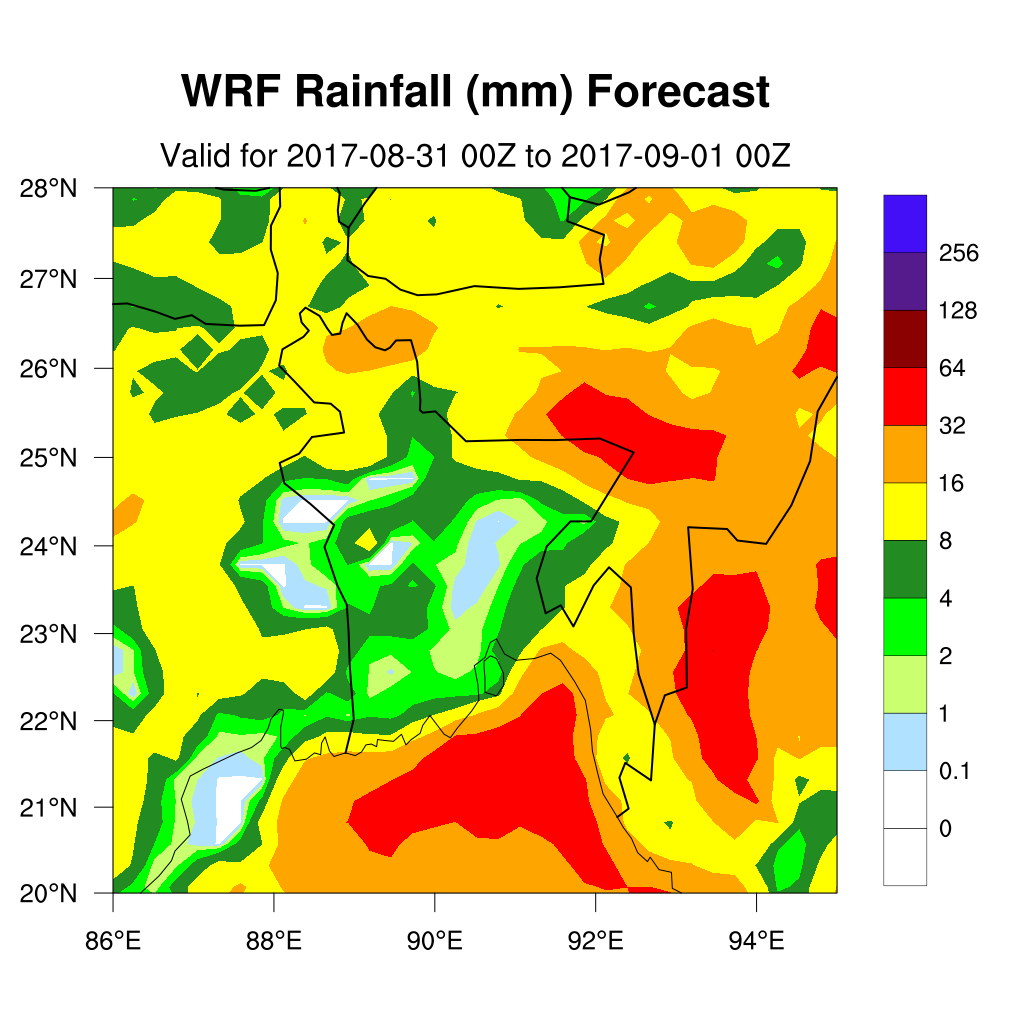 WRF Rainfall (mm) Forecast
Valid for 2017-08-31 00Z to 2017-09-01 00Z
28°N
27°N
26°N
25°N
24°N
23°N
22°N
21°N
20°N
86°E
88°E
90°E
92°E
94°E
256
128
64
32
16
8
4
2
1
0.1
0